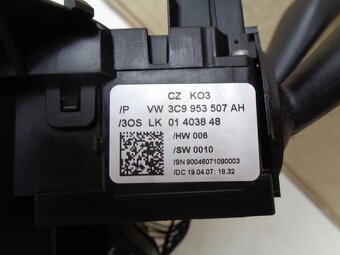 CZ KO3
/P VW 3C9 953 507 AH
/3OS LK 01 4038 48
/HW 006
/SW 0010
/SN 90046071090003
/DC 19.04.07: 18.32